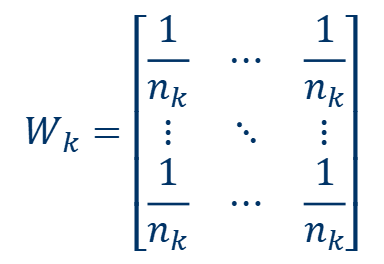 W_k = [ 1/n_k ⋯ 1/n_k
⋮ ⋱ ⋮
1/n_k ⋯ 1/n_k ]